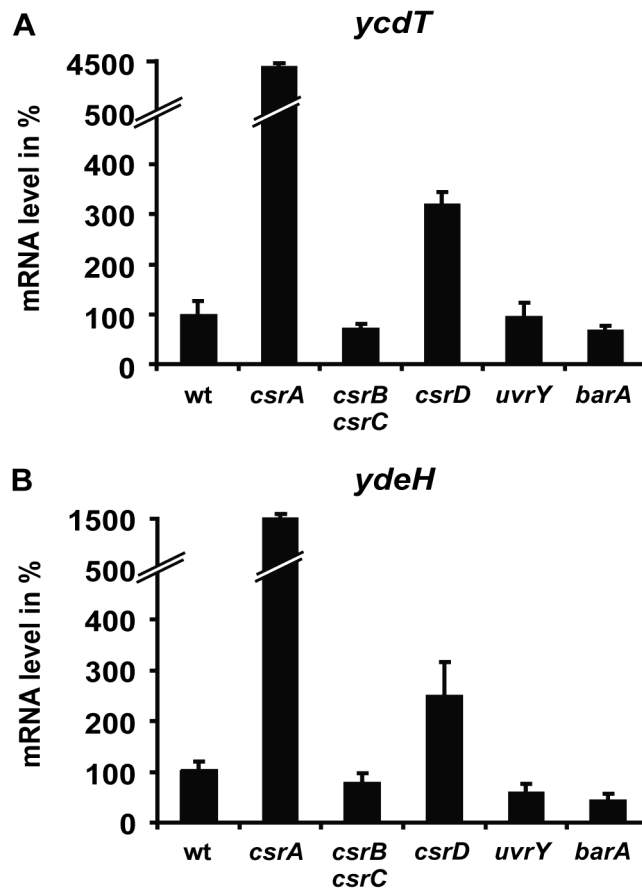 A
ycdT
mRNA level in %
4500
500
400
300
200
100
0
wt csrA csrB csrD uvrY barA
csrC
B
ydeH
mRNA level in %
1500
500
400
300
200
100
0
wt csrA csrB csrD uvrY barA
csrC